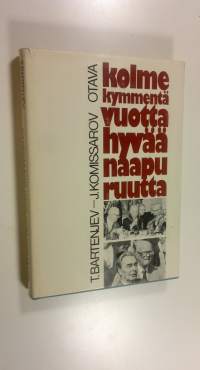 kolme
kymmentä
vuotta
hyvää
naapu
ruutta
T.BARTENJEV—J.KOMISSAROV OTAVA